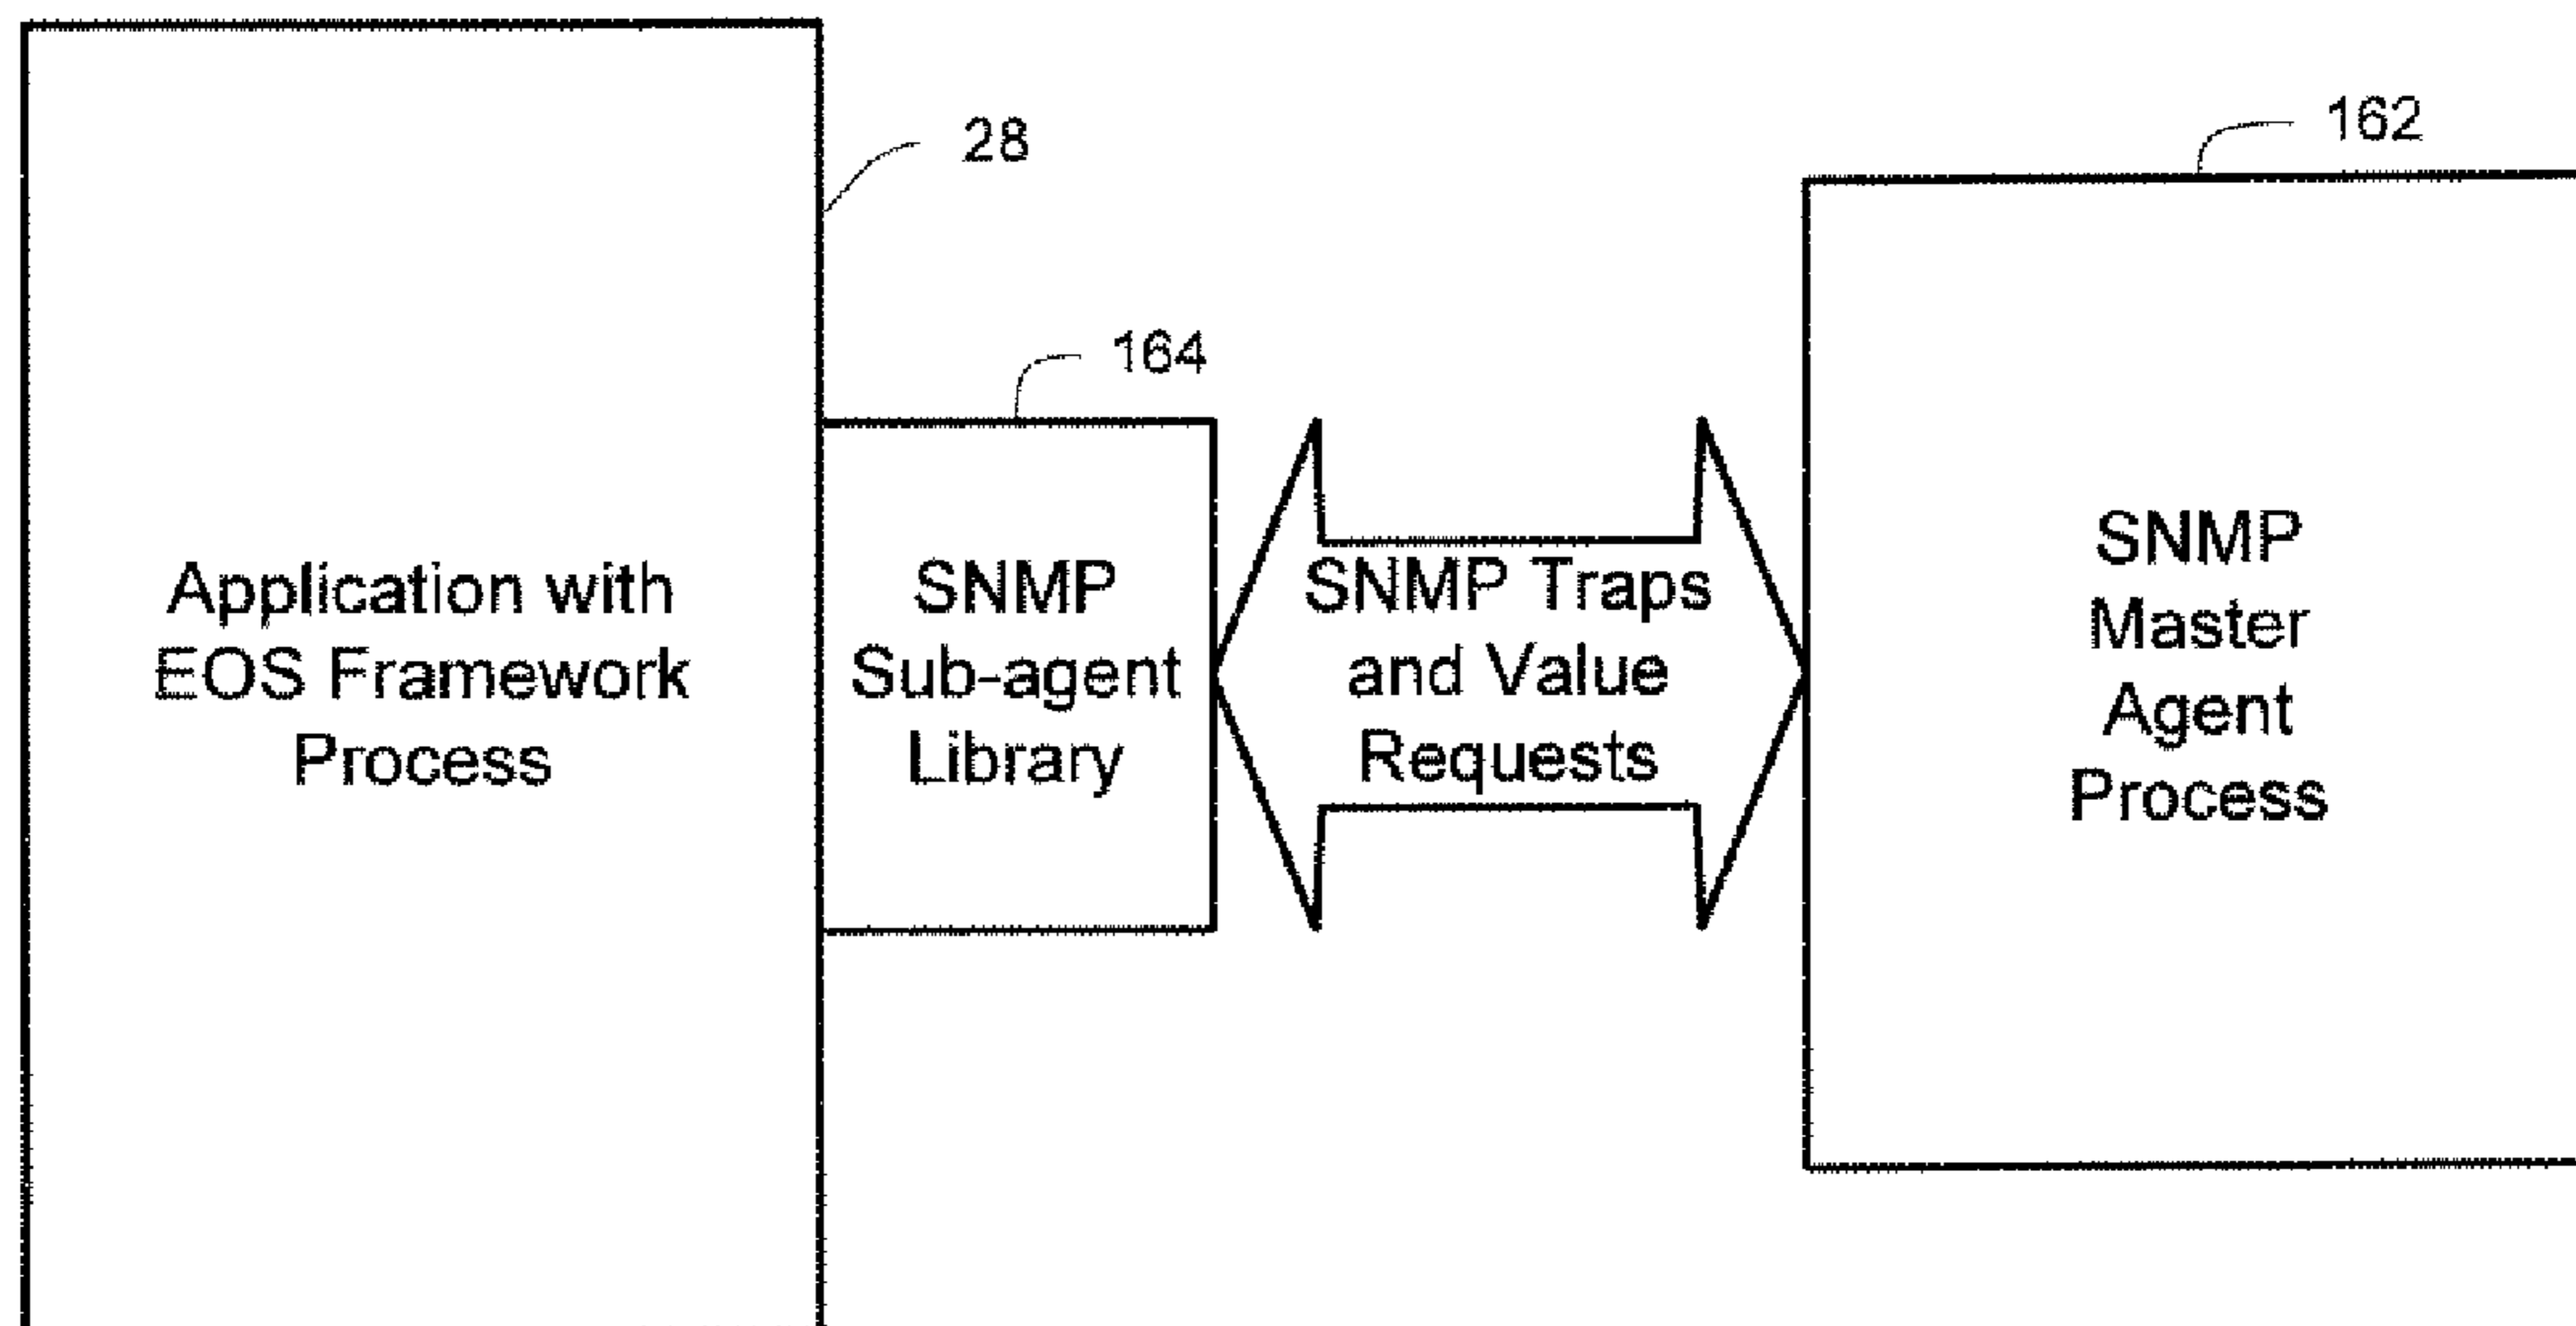 28
162
164
Application with
EOS Framework
Process
SNMP
Sub-agent
Library
SNMP Traps
and Value
Requests
SNMP
Master
Agent
Process